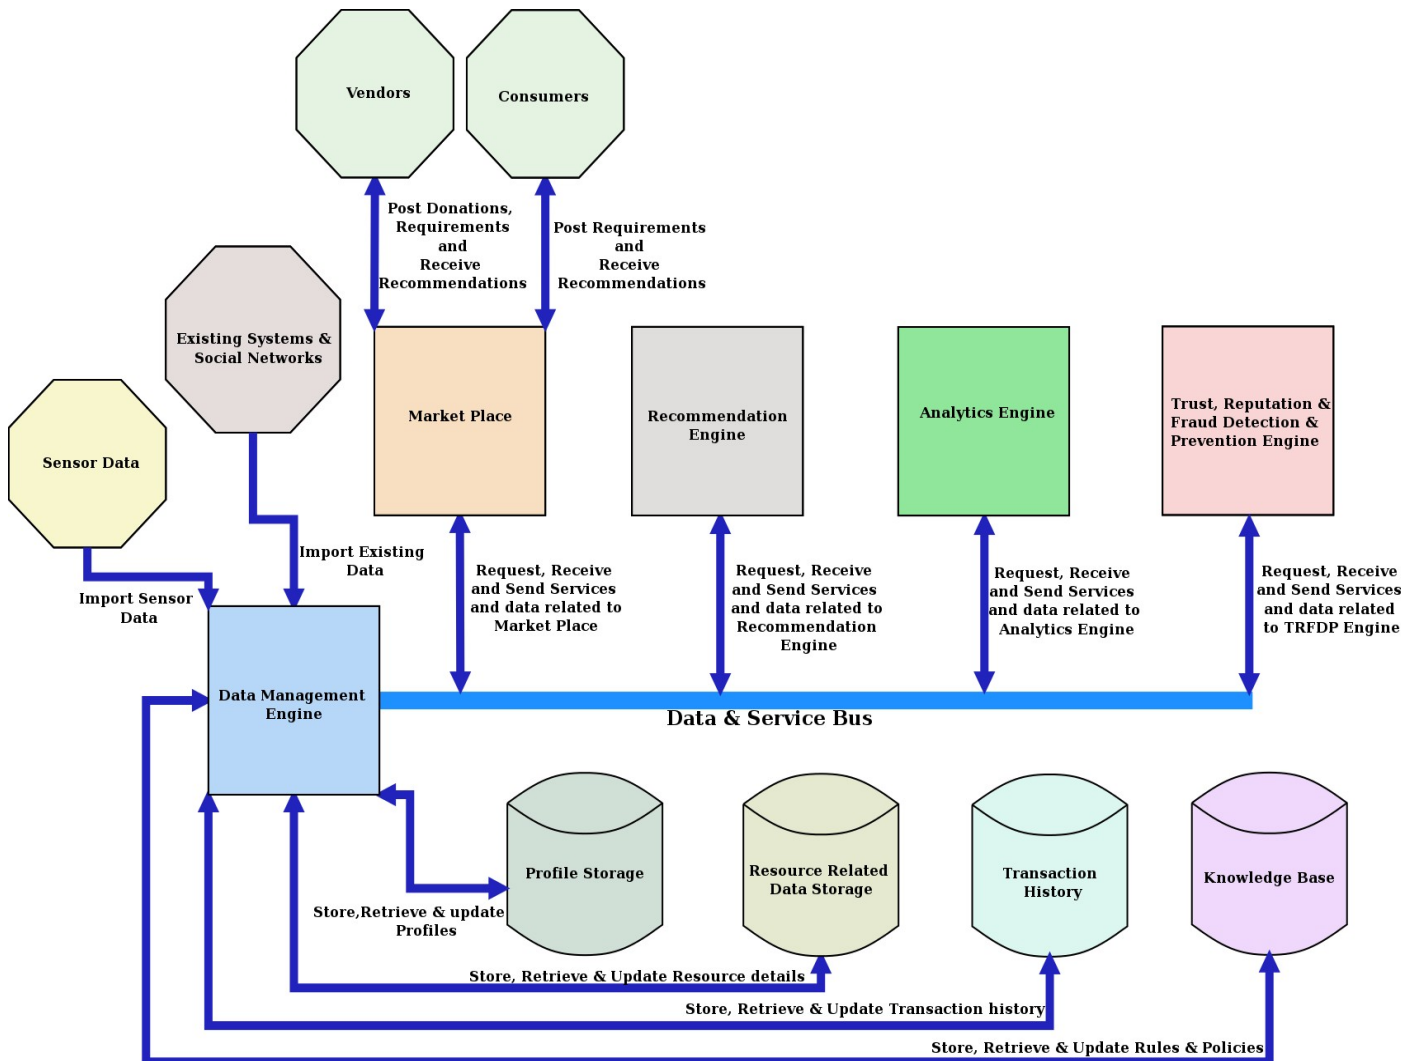 Vendors
Consumers
Post Donations,
Requirements
and
Receive
Recommendations
Post Requirements
and
Receive
Recommendations
Existing Systems &
Social Networks
Sensor Data
Market Place
Recommendation
Engine
Analytics Engine
Trust, Reputation &
Fraud Detection &
Prevention Engine
Import Existing
Data
Import Sensor
Data
Request, Receive
and Send Services
and data related to
Market Place
Request, Receive
and Send Services
and data related to
Recommendation
Engine
Request, Receive
and Send Services
and data related to
Analytics Engine
Request, Receive
and Send Services
and data related
to TRFDP Engine
Data Management
Engine
Data & Service Bus
Profile Storage
Resource Related
Data Storage
Transaction
History
Knowledge Base
Store,Retrieve & update
Profiles
Store, Retrieve & Update Resource details
Store, Retrieve & Update Transaction history
Store, Retrieve & Update Rules & Policies